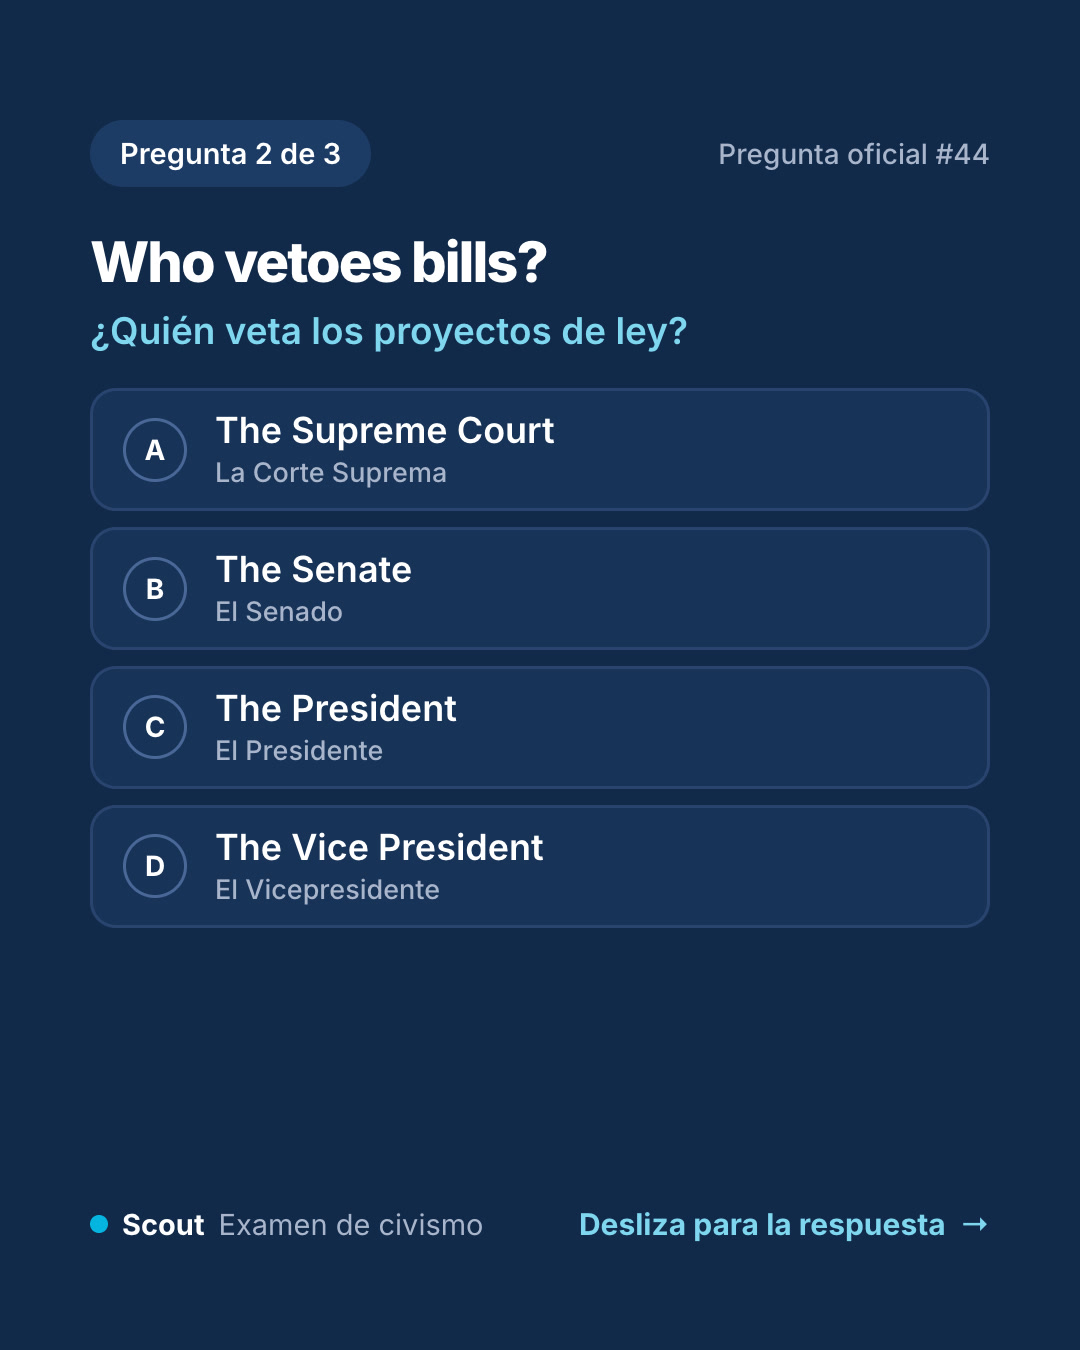 Pregunta 2 de 3
Pregunta oficial #44
Who vetoes bills?
¿Quién veta los proyectos de ley?
A
The Supreme Court
La Corte Suprema
B
The Senate
El Senado
C
The President
El Presidente
D
The Vice President
El Vicepresidente
Scout Examen de civismo
Desliza para la respuesta →